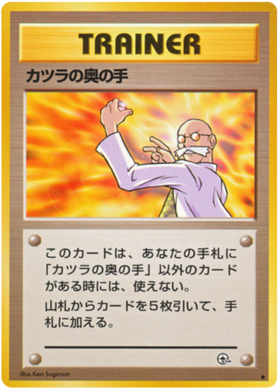 TRAINER
カツラの奥の手
このカードは、あなたの手札に
「カツラの奥の手」以外のカード
がある時には、使えない。
山札からカードを5枚引いて、手
札に加える。
Illus.Ken Sugimori